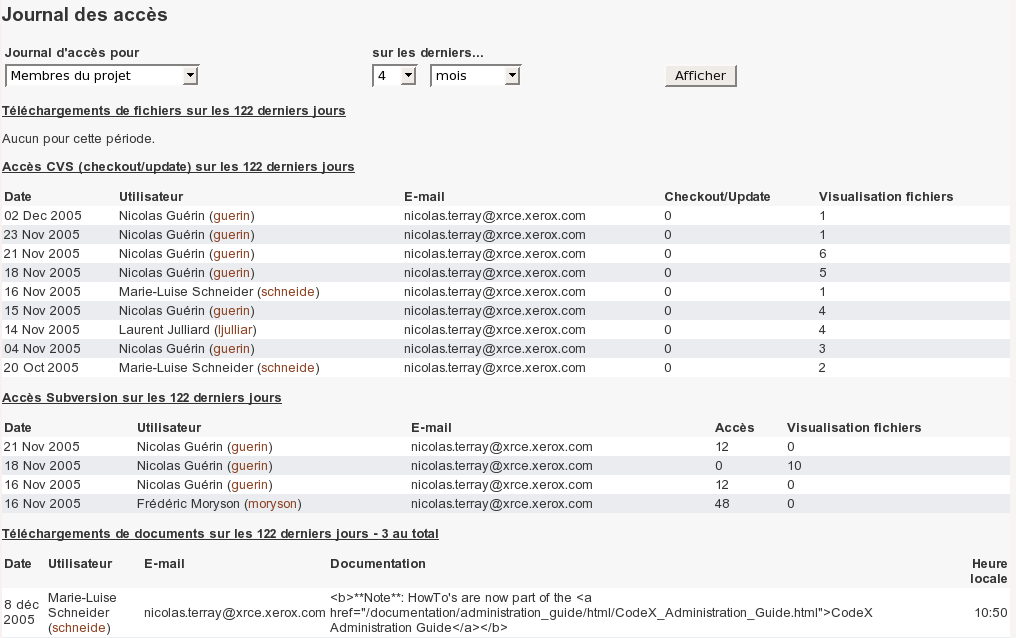 Journal des accès
Journal d'accès pour sur les derniers...
Membres du projet 4 mois Afficher
Téléchargements de fichiers sur les 122 derniers jours
Aucun pour cette période.
Accès CVS (checkout/update) sur les 122 derniers jours
Date Utilisateur E-mail Checkout/Update Visualisation fichiers
02 Dec 2005 Nicolas Guérin (guerin) nicolas.terray@xrce.xerox.com 0 1
23 Nov 2005 Nicolas Guérin (guerin) nicolas.terray@xrce.xerox.com 0 1
21 Nov 2005 Nicolas Guérin (guerin) nicolas.terray@xrce.xerox.com 0 6
18 Nov 2005 Nicolas Guérin (guerin) nicolas.terray@xrce.xerox.com 0 5
16 Nov 2005 Marie-Luise Schneider (schneide) nicolas.terray@xrce.xerox.com 0 1
15 Nov 2005 Nicolas Guérin (guerin) nicolas.terray@xrce.xerox.com 0 4
14 Nov 2005 Laurent Julliard (ljulliar) nicolas.terray@xrce.xerox.com 0 4
04 Nov 2005 Nicolas Guérin (guerin) nicolas.terray@xrce.xerox.com 0 3
20 Oct 2005 Marie-Luise Schneider (schneide) nicolas.terray@xrce.xerox.com 0 2
Accès Subversion sur les 122 derniers jours
Date Utilisateur E-mail Accès Visualisation fichiers
21 Nov 2005 Nicolas Guérin (guerin) nicolas.terray@xrce.xerox.com 12 0
18 Nov 2005 Nicolas Guérin (guerin) nicolas.terray@xrce.xerox.com 0 10
16 Nov 2005 Nicolas Guérin (guerin) nicolas.terray@xrce.xerox.com 12 0
16 Nov 2005 Frédéric Moryson (moryson) nicolas.terray@xrce.xerox.com 48 0
Téléchargements de documents sur les 122 derniers jours - 3 au total
Date Utilisateur E-mail Documentation Heure
locale
Marie-Luise <b>**Note**: HowTo's are now part of the <a
8 déc Schneider nicolas.terray@xrce.xerox.com href="/documentation/administration_guide/html/CodeX_Administration_Guide.html">CodeX 10:50
2005 (schneide) Administration Guide</a></b>